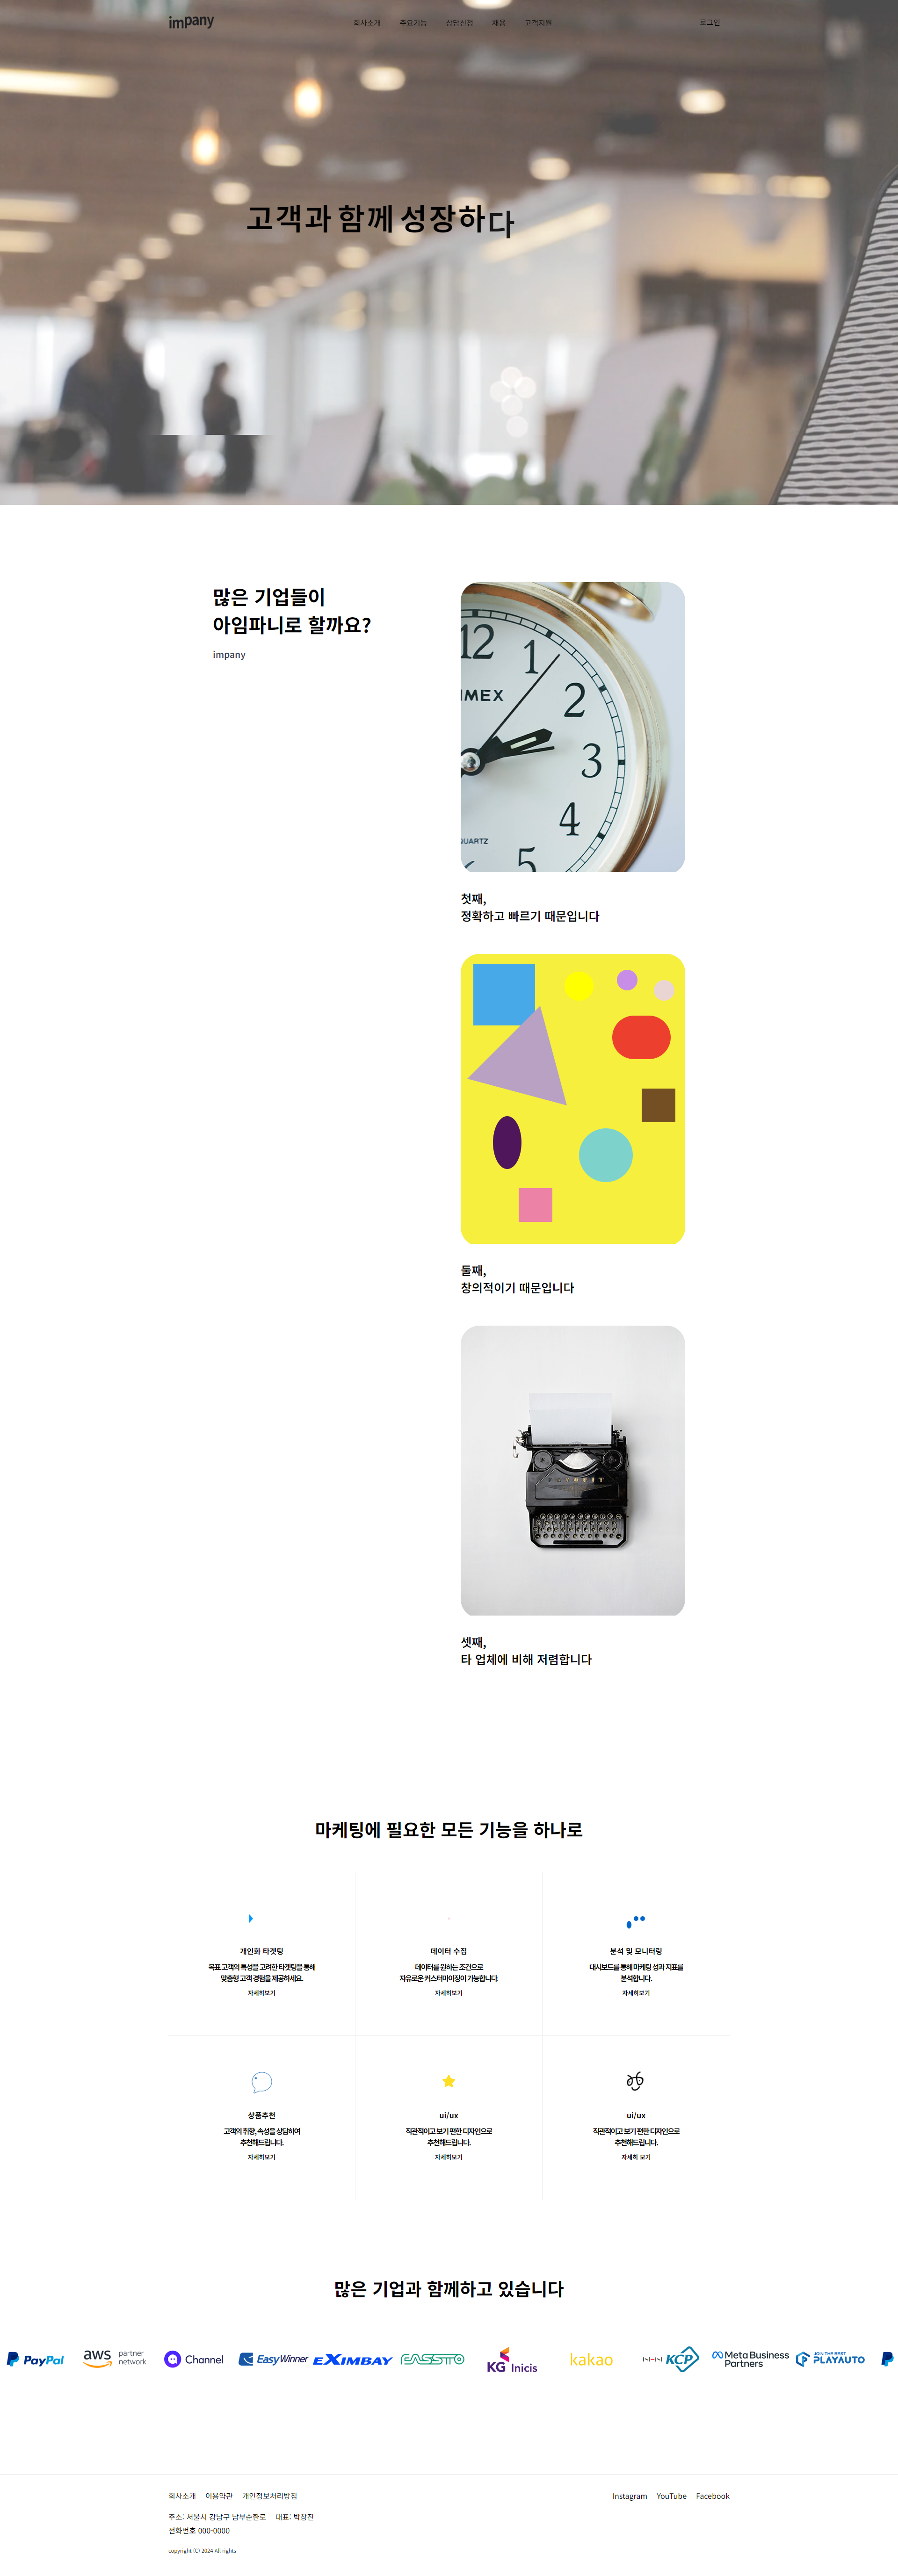 impany
회사소개 주요기능 상담신청 채용 고객지원
로그인
고객과 함께 성장하다
많은 기업들이
아임파니로 할까요?
impany
12
1
IMEX
2
3
4
QUARTZ
5
첫째,
정확하고 빠르기 때문입니다
둘째,
창의적이기 때문입니다
셋째,
타 업체에 비해 저렴합니다
마케팅에 필요한 모든 기능을 하나로
개인화 타겟팅
목표 고객의 특성을 고려한 타겟팅을 통해
맞춤형 고객 경험을 제공하세요.
자세히보기
데이터 수집
데이터를 원하는 조건으로
자유로운 커스터마이징이 가능합니다.
자세히보기
분석 및 모니터링
대시보드를 통해 마케팅 성과 지표를
분석합니다.
자세히보기
상품추천
고객의 취향, 속성을 상담하여
추천해드립니다.
자세히보기
ui/ux
직관적이고 보기 편한 디자인으로
추천해드립니다.
자세히보기
ui/ux
직관적이고 보기 편한 디자인으로
추천해드립니다.
자세히 보기
많은 기업과 함께하고 있습니다
PayPal
aws partner network
Channel
EasyWinner
EXIMBAY
FASSTO
KG Inicis
kakao
NHN KCP
Meta Business Partners
JOIN THE BEST PLAYAUTO
회사소개 이용약관 개인정보처리방침
Instagram YouTube Facebook
주소: 서울시 강남구 남부순환로 대표: 박창진
전화번호 000-0000
copyright (C) 2024 All rights